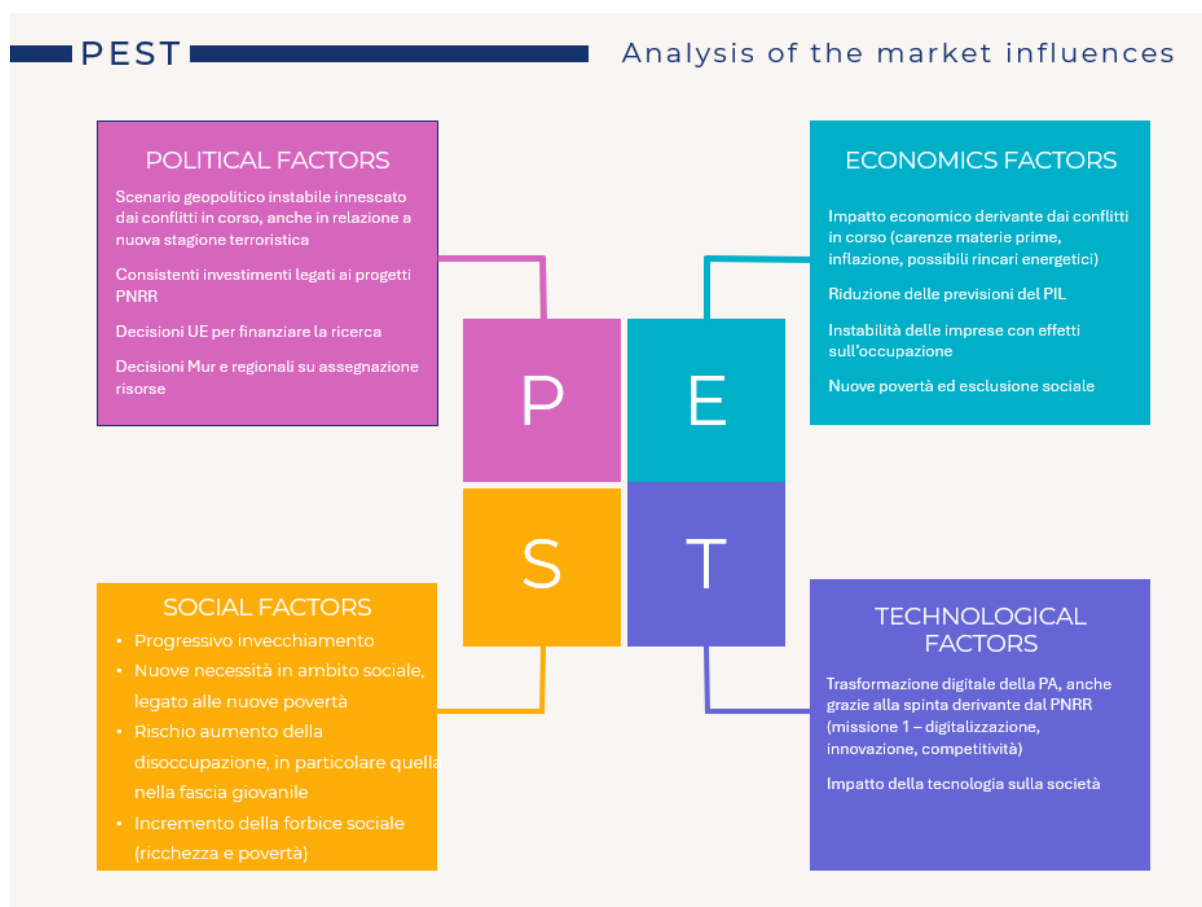 PEST
Analysis of the market influences
POLITICAL FACTORS
Scenario geopolitico instabile innescato
dai conflitti in corso, anche in relazione a
nuova stagione terroristica
Consistenti investimenti legati ai progetti
PNRR
Decisioni UE per finanziare la ricerca
Decisioni Mur e regionali su assegnazione
risorse
ECONOMICS FACTORS
Impatto economico derivante dai conflitti
in corso (carenze materie prime,
inflazione, possibili rincari energetici)
Riduzione delle previsioni del PIL
Instabilità delle imprese con effetti
sull’occupazione
Nuove povertà ed esclusione sociale
P
E
S
T
SOCIAL FACTORS
• Progressivo invecchiamento
• Nuove necessità in ambito sociale,
legato alle nuove povertà
• Rischio aumento della
disoccupazione, in particolare quella
nella fascia giovanile
• Incremento della forbice sociale
(ricchezza e povertà)
TECHNOLOGICAL
FACTORS
Trasformazione digitale della PA, anche
grazie alla spinta derivante dal PNRR
(missione 1 – digitalizzazione,
innovazione, competitività)
Impatto della tecnologia sulla società